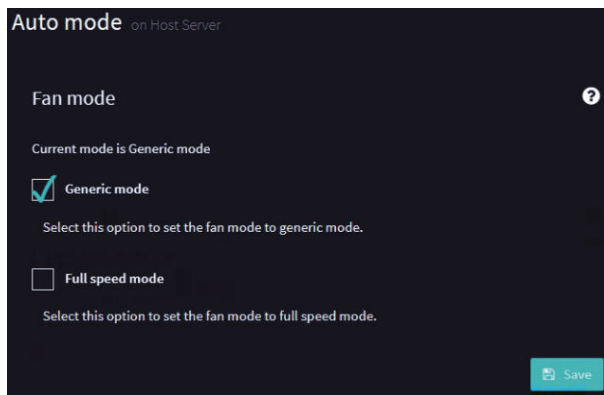 Auto mode on Host Server
Fan mode
Current mode is Generic mode
Generic mode
Select this option to set the fan mode to generic mode.
Full speed mode
Select this option to set the fan mode to full speed mode.
Save